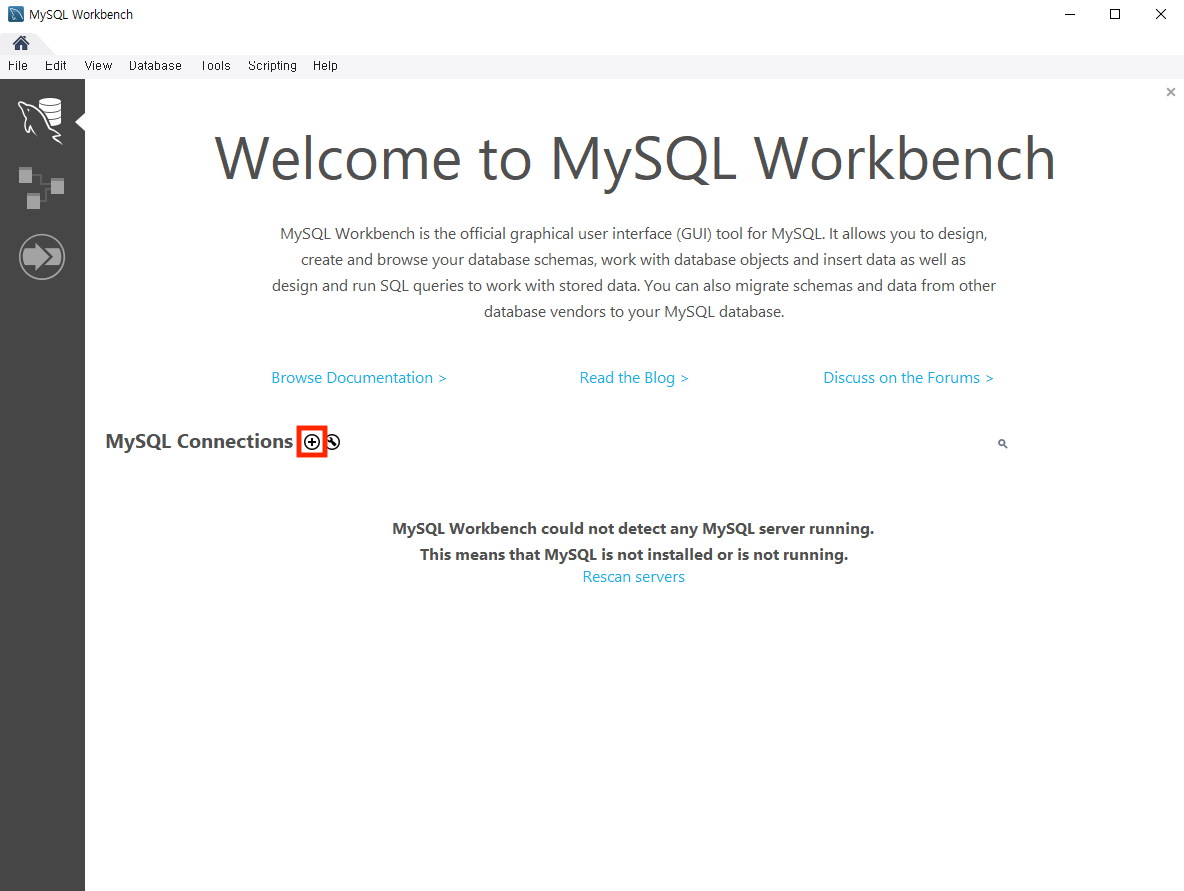 MySQL Workbench
File Edit View Database Tools Scripting Help
Welcome to MySQL Workbench
MySQL Workbench is the official graphical user interface (GUI) tool for MySQL. It allows you to design,
create and browse your database schemas, work with database objects and insert data as well as
design and run SQL queries to work with stored data. You can also migrate schemas and data from other
database vendors to your MySQL database.
Browse Documentation > Read the Blog > Discuss on the Forums >
MySQL Connections
MySQL Workbench could not detect any MySQL server running.
This means that MySQL is not installed or is not running.
Rescan servers